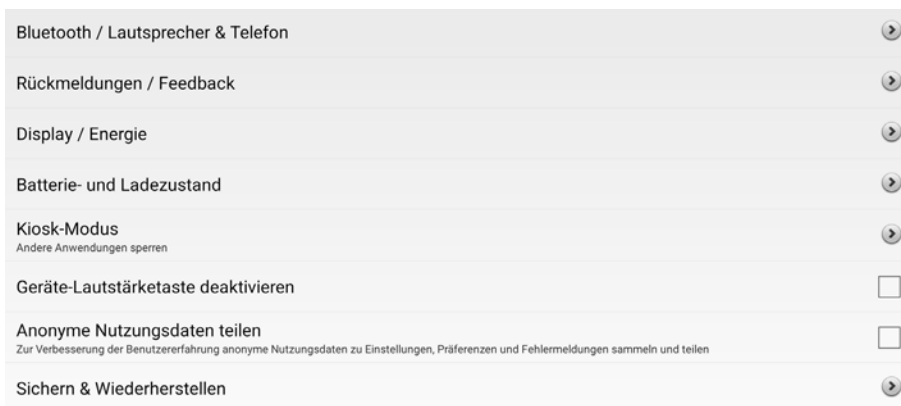 Bluetooth / Lautsprecher & Telefon
Rückmeldungen / Feedback
Display / Energie
Batterie- und Ladezustand
Kiosk-Modus
Andere Anwendungen sperren
Geräte-Lautstärketaste deaktivieren
Anonyme Nutzungsdaten teilen
Zur Verbesserung der Benutzererfahrung anonyme Nutzungsdaten zu Einstellungen, Präferenzen und Fehlermeldungen sammeln und teilen
Sichern & Wiederherstellen